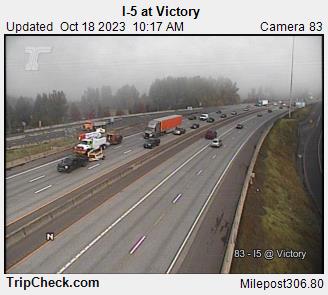 I-5 at Victory
Updated  Oct 18 2023  10:17 AM
Camera 83
N
83 - I5 @ Victory
TripCheck.com
Milepost306.80